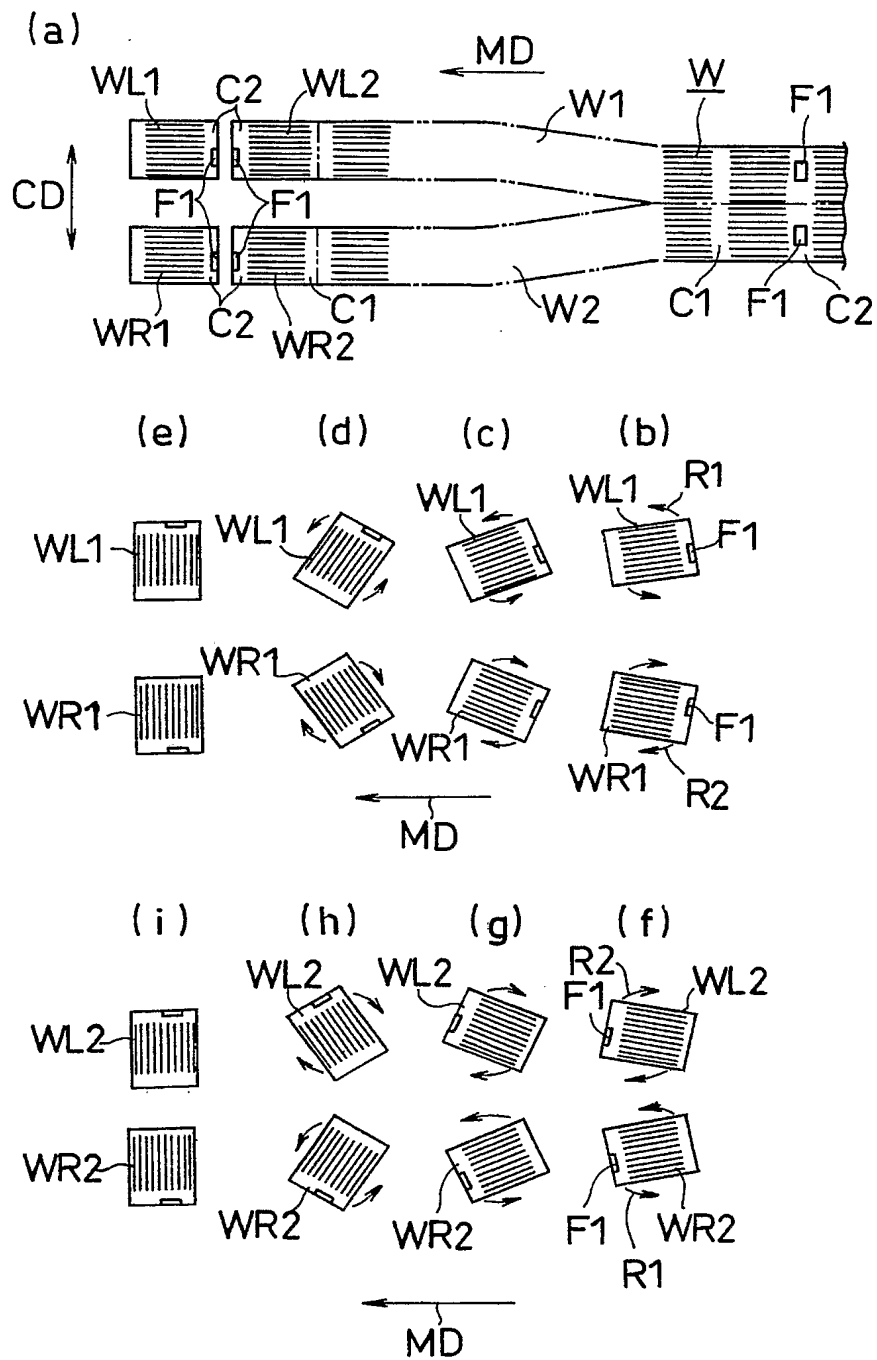 (a)
MD
WL1 C2 WL2 W1 W F1
CD
F1 F1
WR1 C2 WR2 C1 W2 C1 F1 C2
(e) (d) (c) (b)
WL1 WL1 WL1 WL1 R1 F1
WR1 WR1 WR1 WR1 F1 R2
MD
(i) (h) (g) (f)
WL2 WL2 WL2 R2 F1 WL2
WR2 WR2 WR2 F1 R1 WR2
MD